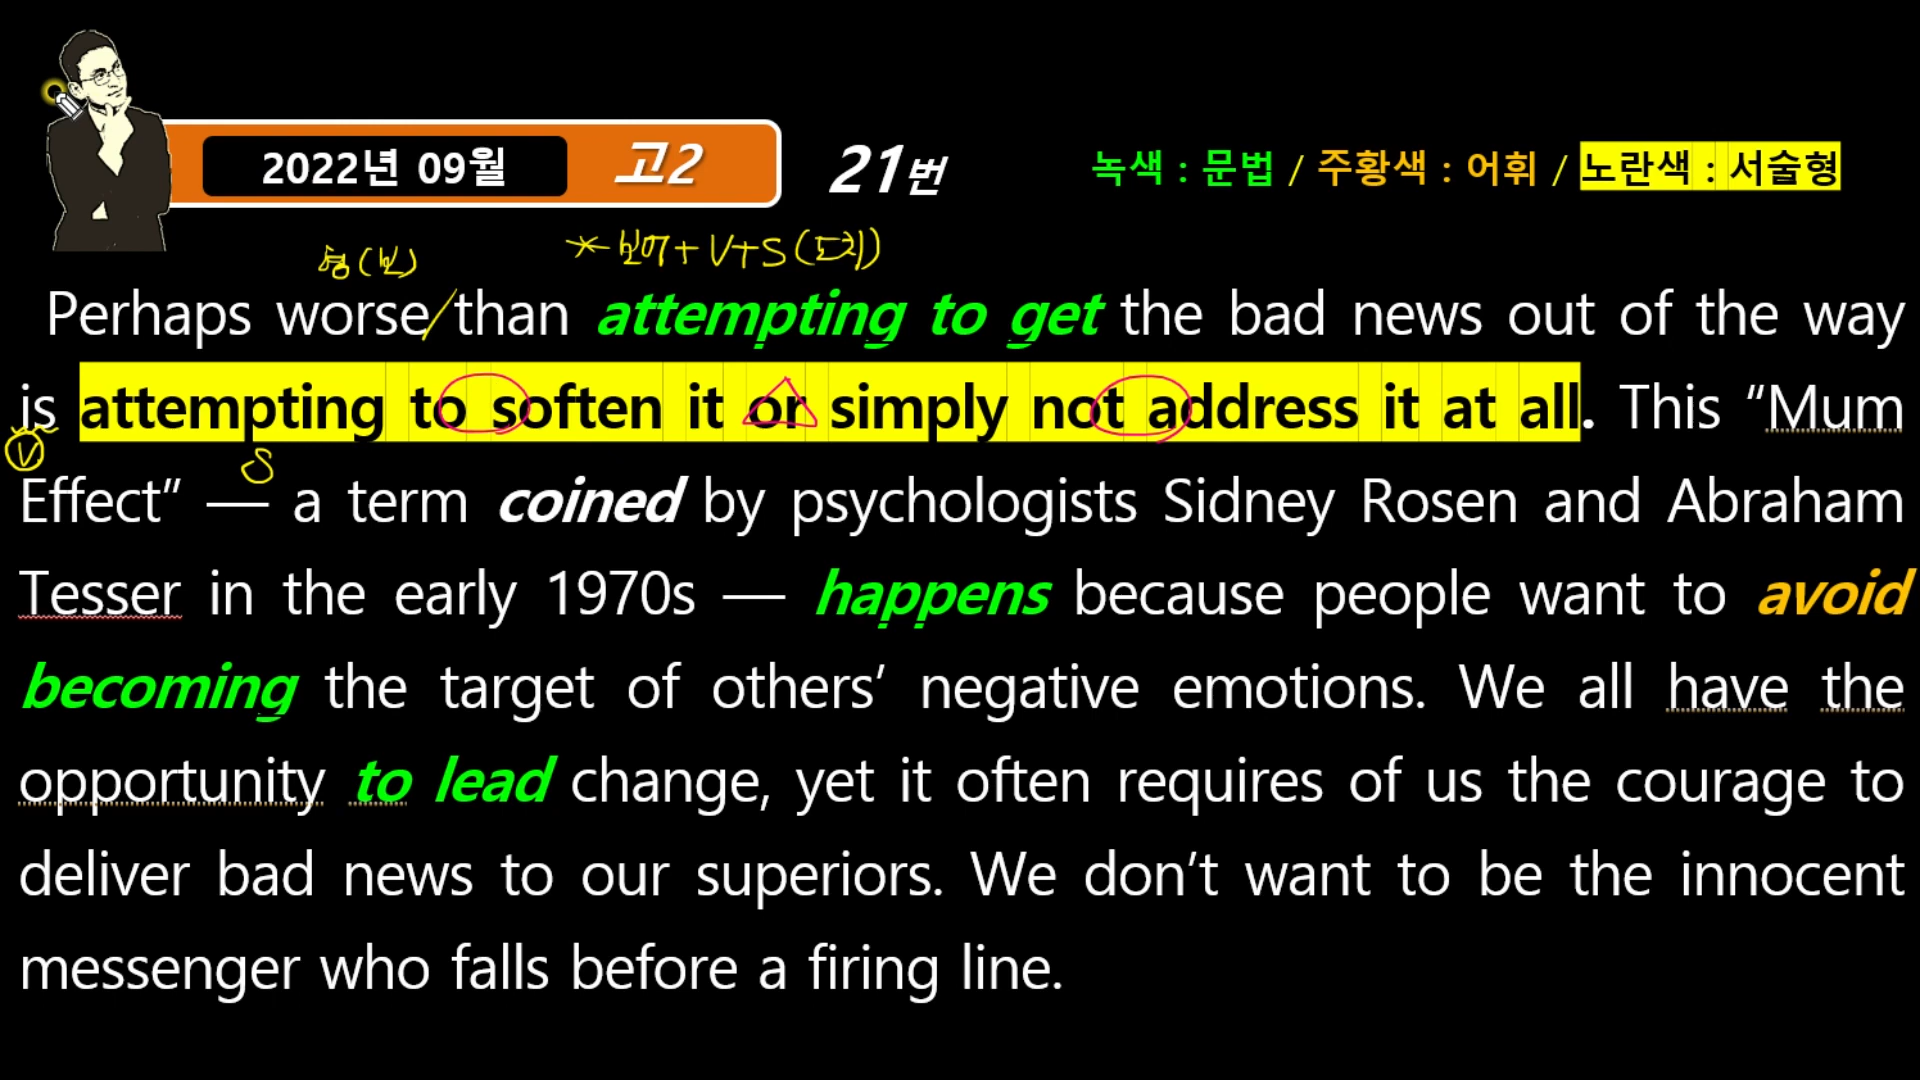 2022년 09월 고2 21번 녹색 : 문법 / 주황색 : 어휘 / 노란색 : 서술형
형(보) * 보어+V+S(도치)
Perhaps worse/than attempting to get the bad news out of the way
is attempting to soften it or simply not address it at all. This “Mum
V S
Effect” — a term coined by psychologists Sidney Rosen and Abraham
Tesser in the early 1970s — happens because people want to avoid
becoming the target of others’ negative emotions. We all have the
opportunity to lead change, yet it often requires of us the courage to
deliver bad news to our superiors. We don’t want to be the innocent
messenger who falls before a firing line.